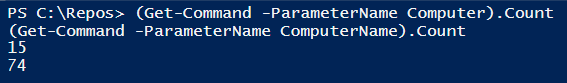 PS C:\Repos> (Get-Command -ParameterName Computer).Count
(Get-Command -ParameterName ComputerName).Count
15
74